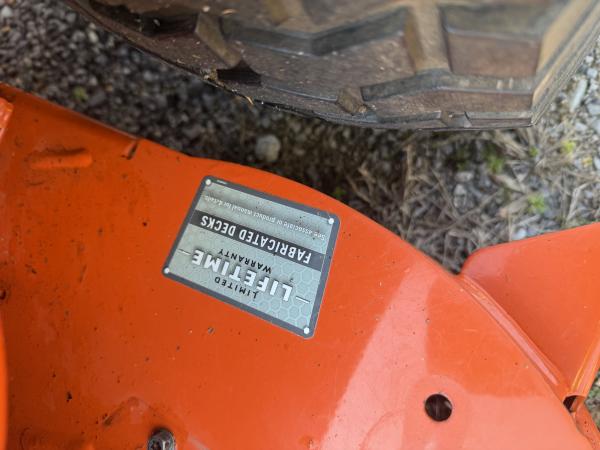 LIMITED
LIFETIME
WARRANTY
FABRICATED DECKS
See associate or product manual for details.